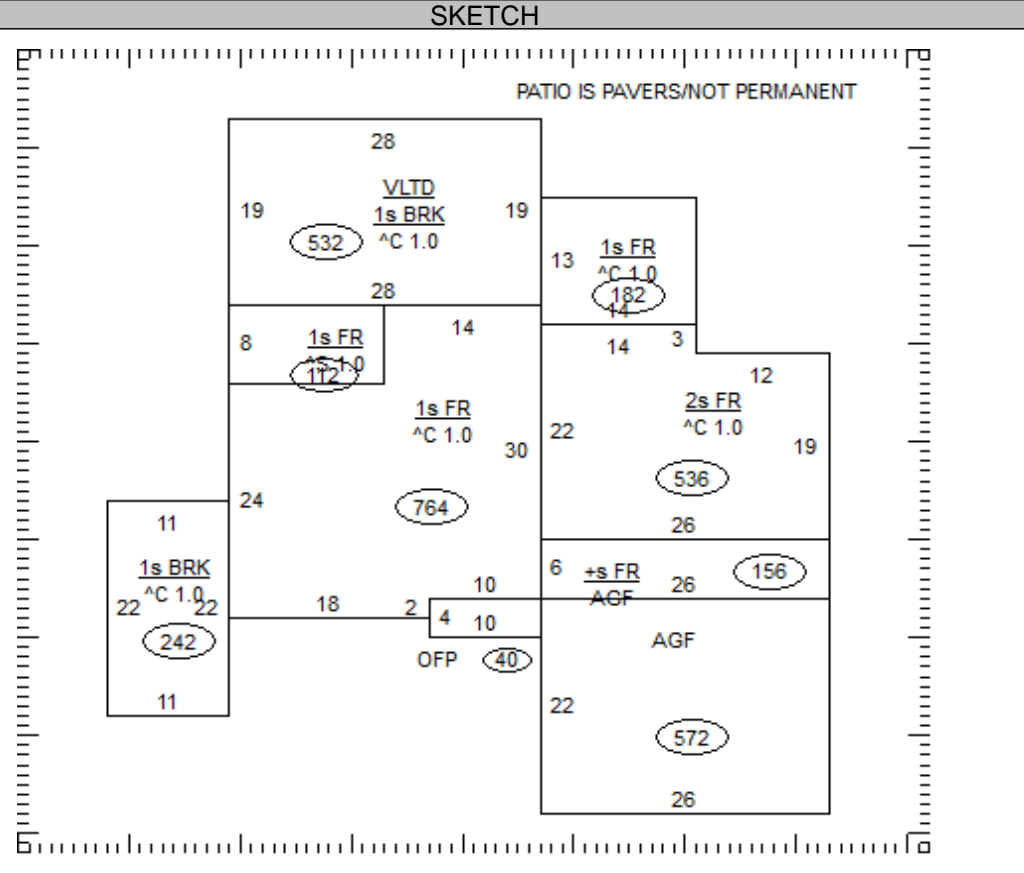 SKETCH
PATIO IS PAVERS/NOT PERMANENT
28
VLTD
19
1s BRK
19
532
^C 1.0
28
13
1s FR
^C 1.0
182
14
8
1s FR
^S 1.0
112
14
14
3
12
1s FR
^C 1.0
30
22
2s FR
^C 1.0
19
24
764
536
26
11
1s BRK
^C 1.0
22
22
242
11
18
2
10
4
10
OFP
40
6
+s FR
AGF
26
156
AGF
22
572
26